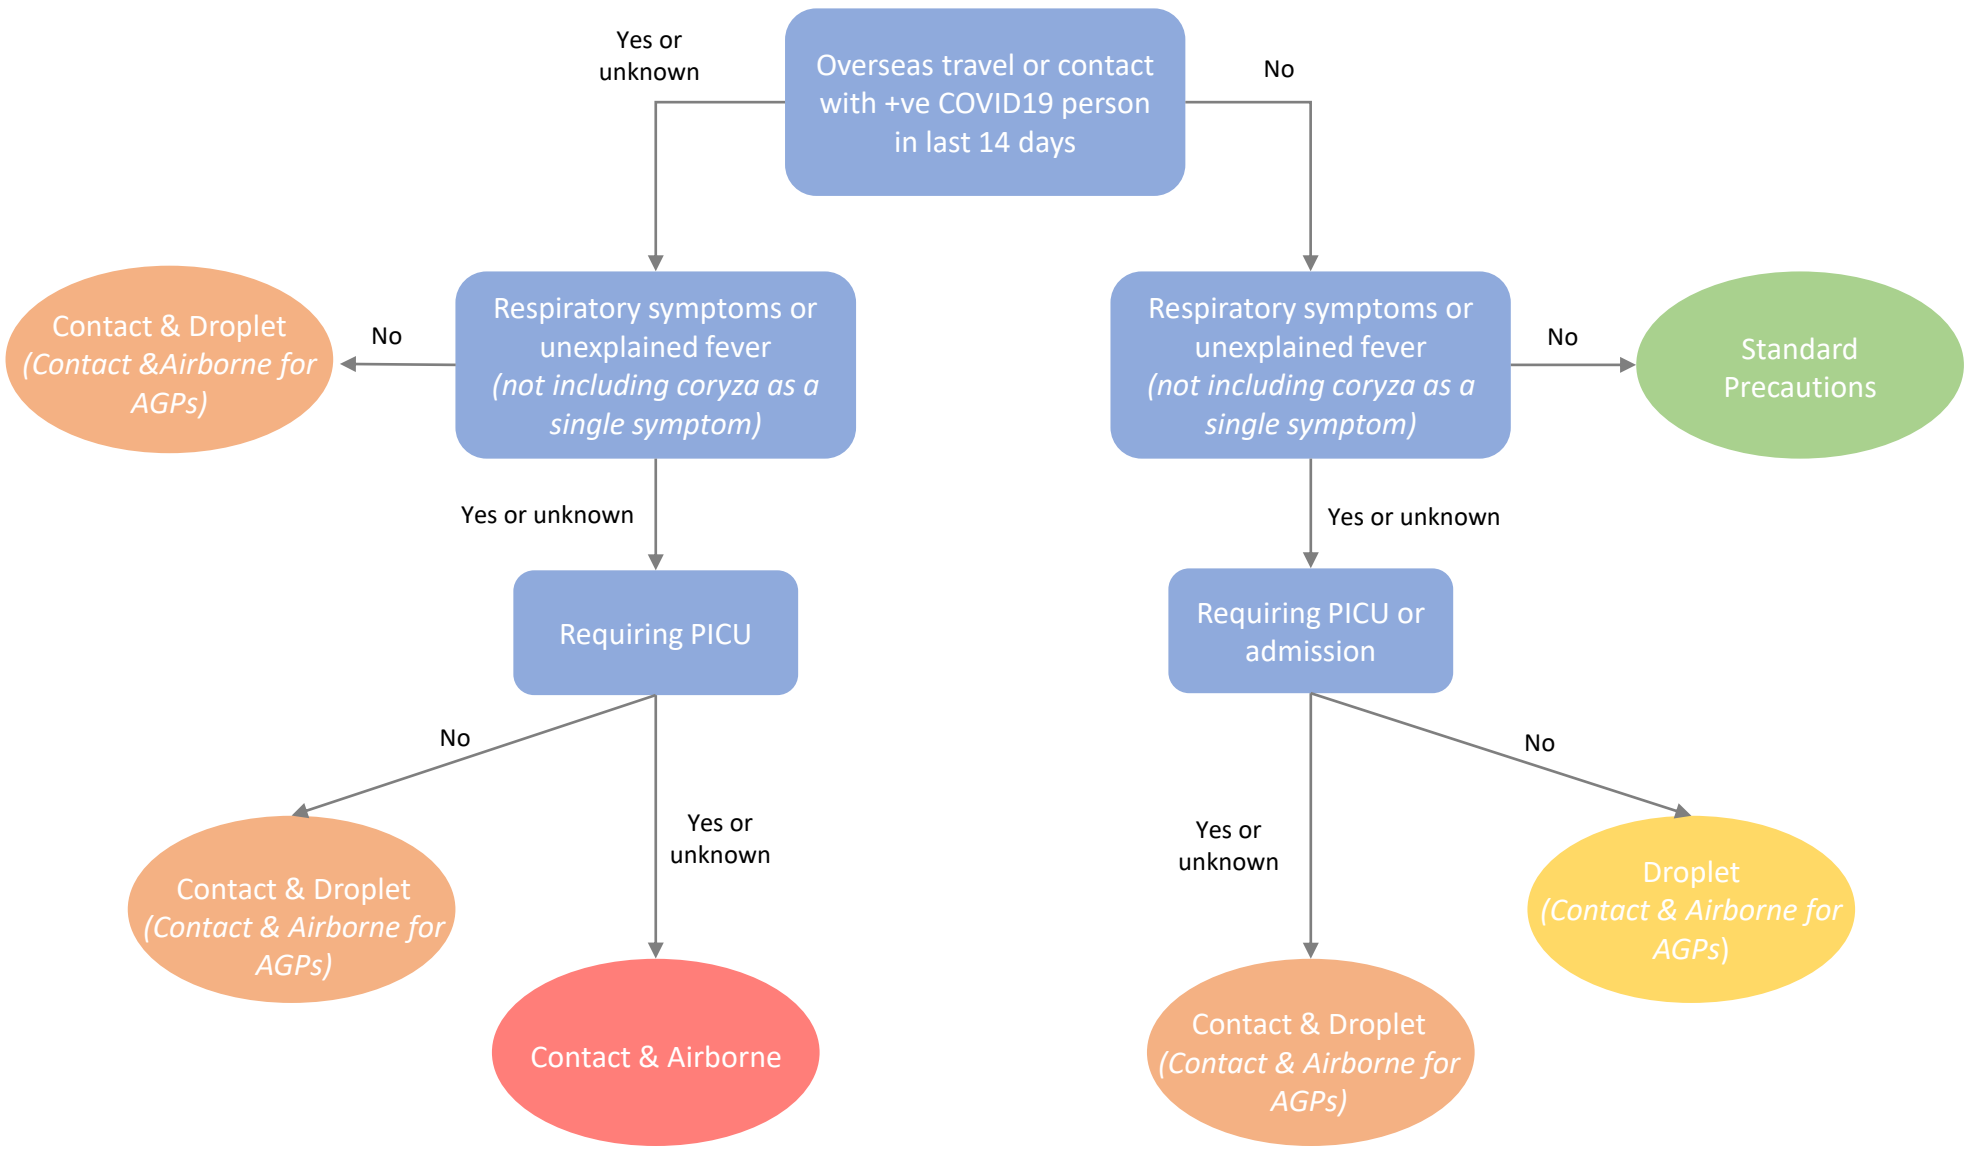 Yes or
unknown
Overseas travel or contact
with +ve COVID19 person
in last 14 days
No
Contact & Droplet
(Contact &Airborne for
AGPs)
No
Respiratory symptoms or
unexplained fever
(not including coryza as a
single symptom)
Respiratory symptoms or
unexplained fever
(not including coryza as a
single symptom)
No
Standard
Precautions
Yes or unknown
Yes or unknown
Requiring PICU
Requiring PICU or
admission
No
Yes or
unknown
Yes or
unknown
No
Contact & Droplet
(Contact & Airborne for
AGPs)
Contact & Airborne
Contact & Droplet
(Contact & Airborne for
AGPs)
Droplet
(Contact & Airborne for
AGPs)